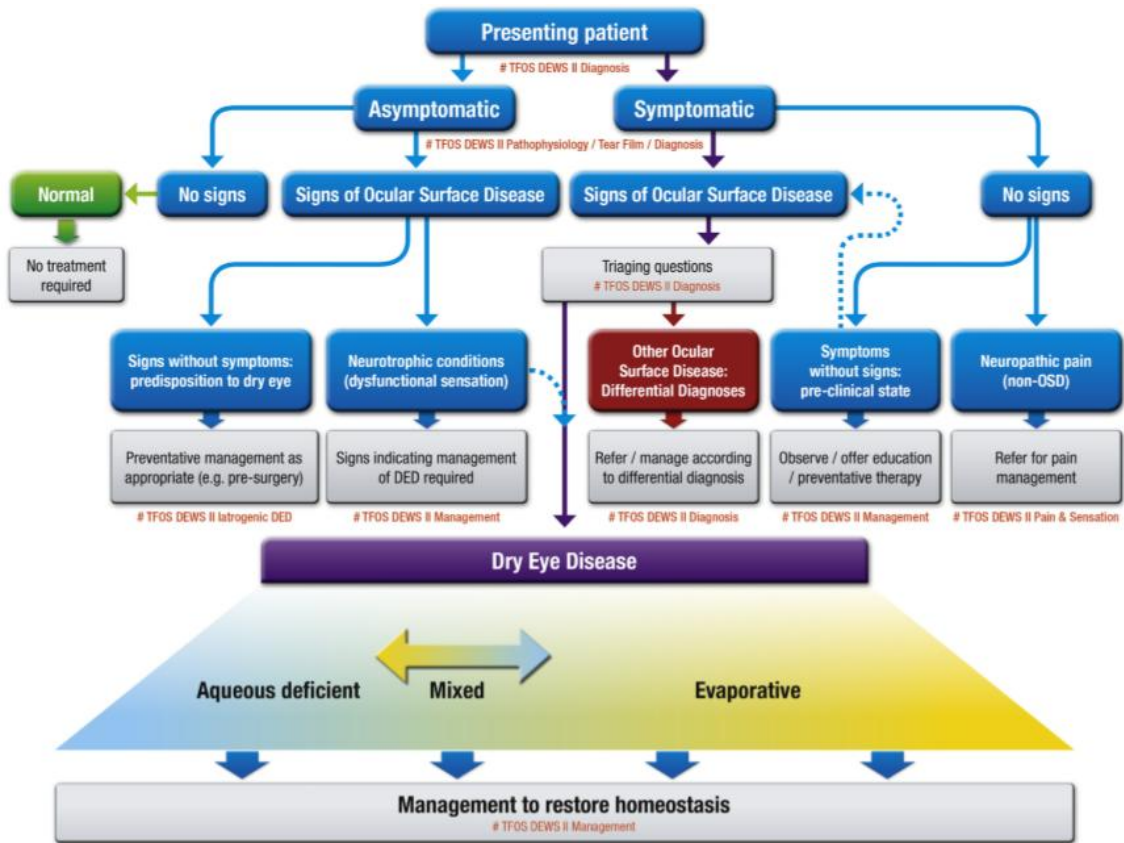 Presenting patient
# TFOS DEWS II Diagnosis
Asymptomatic
Symptomatic
# TFOS DEWS II Pathophysiology / Tear Film / Diagnosis
Normal
No signs
Signs of Ocular Surface Disease
Signs of Ocular Surface Disease
No signs
No treatment
required
Triaging questions
# TFOS DEWS II Diagnosis
Signs without symptoms:
predisposition to dry eye
Neurotrophic conditions
(dysfunctional sensation)
Other Ocular
Surface Disease:
Differential Diagnoses
Symptoms
without signs:
pre-clinical state
Neuropathic pain
(non-OSD)
Preventative management as
appropriate (e.g. pre-surgery)
Signs indicating management
of DED required
Refer / manage according
to differential diagnosis
Observe / offer education
/ preventative therapy
Refer for pain
management
# TFOS DEWS II Iatrogenic DED
# TFOS DEWS II Management
# TFOS DEWS II Diagnosis
# TFOS DEWS II Management
# TFOS DEWS II Pain & Sensation
Dry Eye Disease
Aqueous deficient
Mixed
Evaporative
Management to restore homeostasis
# TFOS DEWS II Management